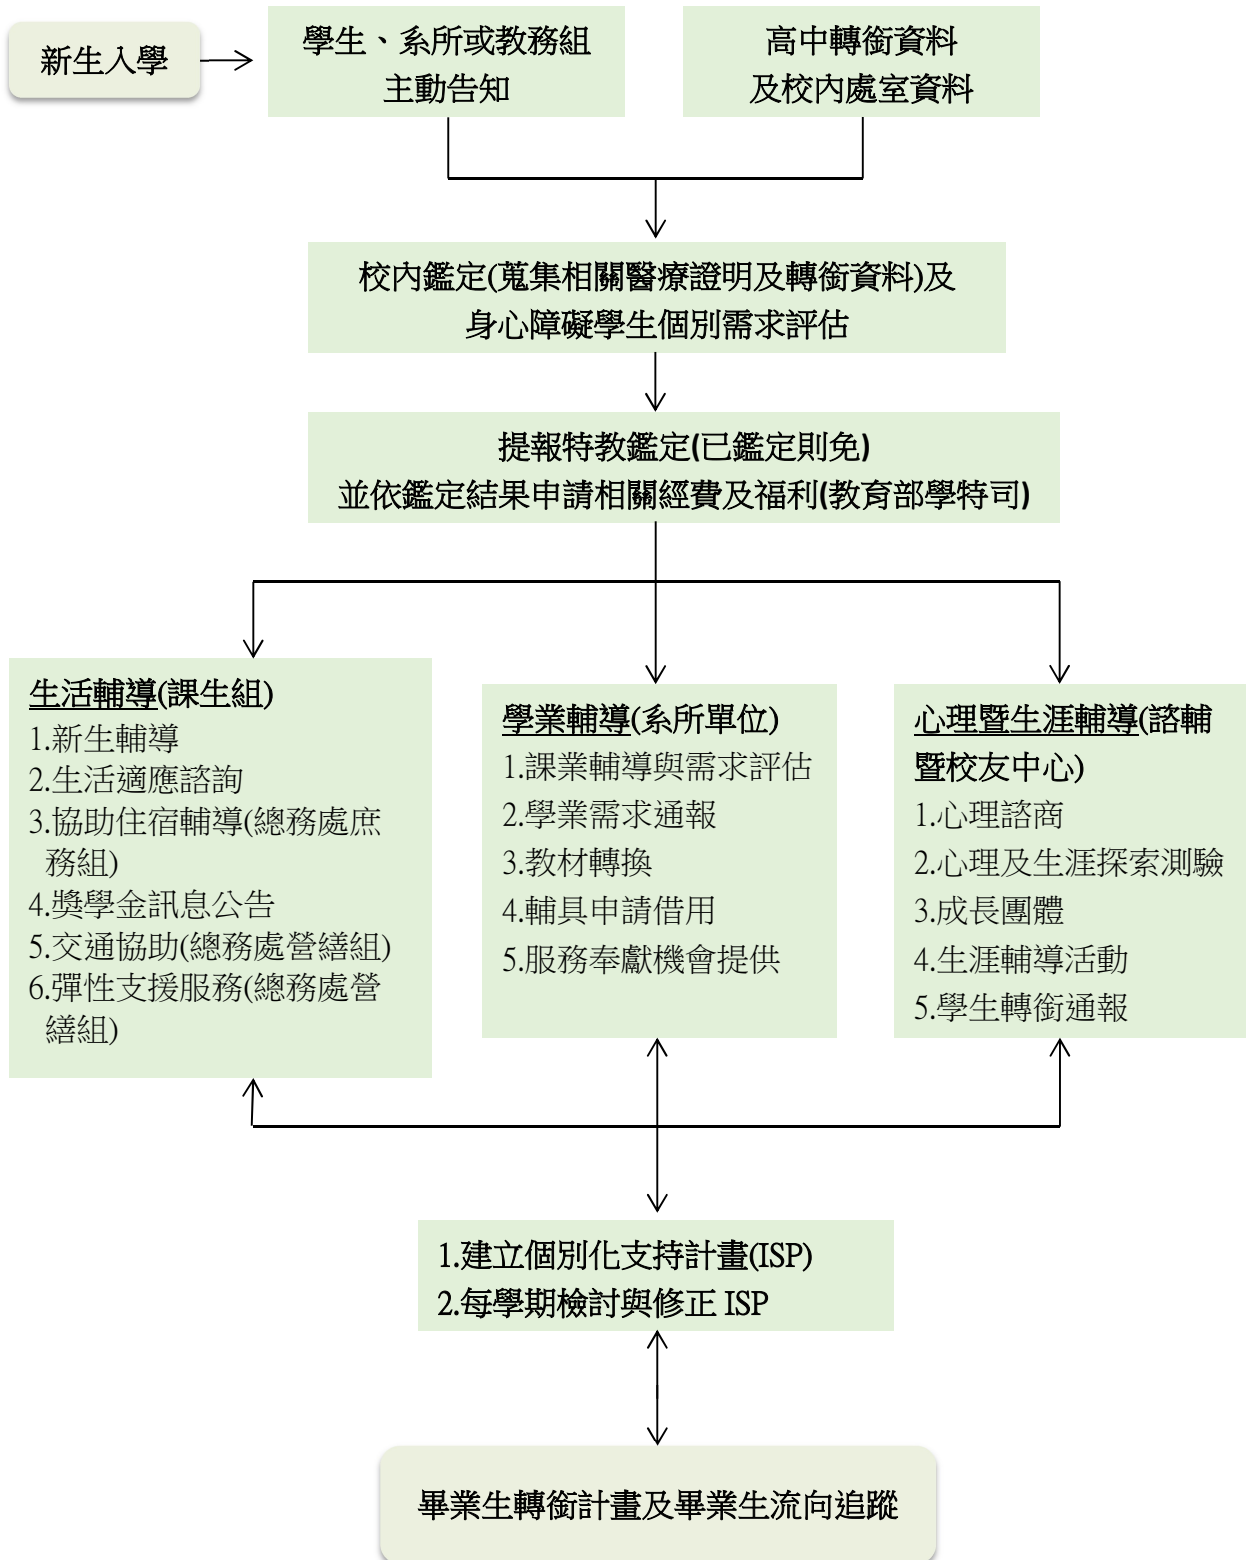 新生入學
學生、系所或教務組
主動告知
高中轉銜資料
及校內處室資料
校內鑑定(蒐集相關醫療證明及轉銜資料)及
身心障礙學生個別需求評估
提報特教鑑定(已鑑定則免)
並依鑑定結果申請相關經費及福利(教育部學特司)
生活輔導(課生組)
1.新生輔導
2.生活適應諮詢
3.協助住宿輔導(總務處庶
務組)
4.獎學金訊息公告
5.交通協助(總務處營繕組)
6.彈性支援服務(總務處營
繕組)
學業輔導(系所單位)
1.課業輔導與需求評估
2.學業需求通報
3.教材轉換
4.輔具申請借用
5.服務奉獻機會提供
心理暨生涯輔導(諮輔
暨校友中心)
1.心理諮商
2.心理及生涯探索測驗
3.成長團體
4.生涯輔導活動
5.學生轉銜通報
1.建立個別化支持計畫(ISP)
2.每學期檢討與修正 ISP
畢業生轉銜計畫及畢業生流向追蹤